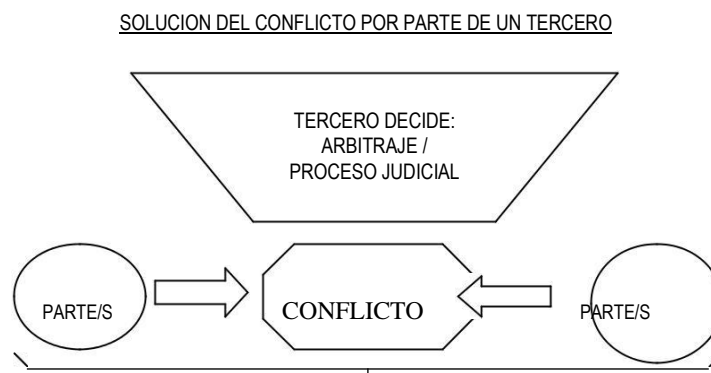 SOLUCION DEL CONFLICTO POR PARTE DE UN TERCERO
TERCERO DECIDE:
ARBITRAJE /
PROCESO JUDICIAL
PARTE/S
CONFLICTO
PARTE/S